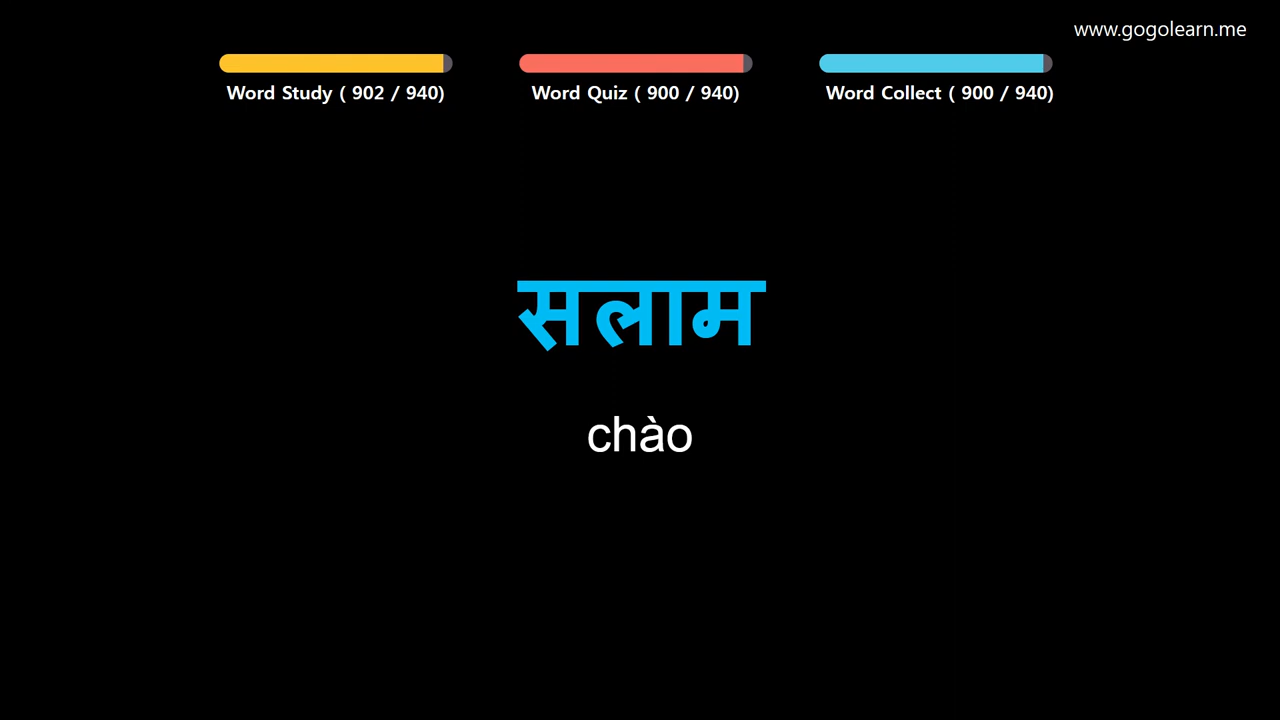 www.gogolearn.me
Word Study ( 902 / 940)
Word Quiz ( 900 / 940)
Word Collect ( 900 / 940)
सलाम
chào